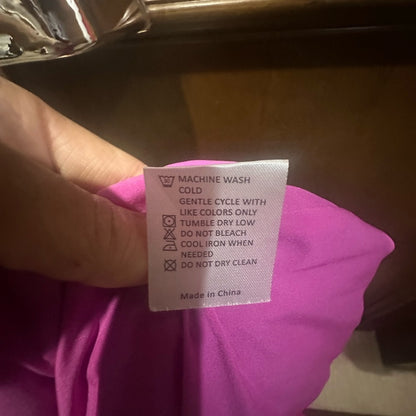 MACHINE WASH
COLD
GENTLE CYCLE WITH
LIKE COLORS ONLY
TUMBLE DRY LOW
DO NOT BLEACH
COOL IRON WHEN
NEEDED
DO NOT DRY CLEAN
Made in China